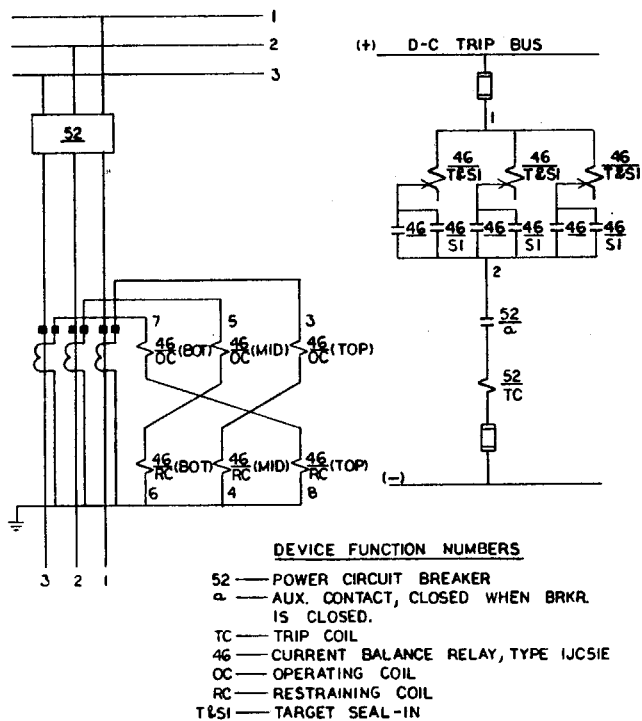 1
2
3
52
(+) D-C TRIP BUS
1
46 T&SI
46 T&SI
46 T&SI
46
46 SI
46
46 SI
46
46 SI
2
52 a
52 TC
(-)
7
5
3
46 OC (BOT)
46 OC (MID)
46 OC (TOP)
46 RC (BOT)
46 RC (MID)
46 RC (TOP)
6
4
8
3 2 1
DEVICE FUNCTION NUMBERS
52 — POWER CIRCUIT BREAKER
a — AUX. CONTACT, CLOSED WHEN BRKR.
IS CLOSED.
TC — TRIP COIL
46 — CURRENT BALANCE RELAY, TYPE IJC51E
OC — OPERATING COIL
RC — RESTRAINING COIL
T&SI — TARGET SEAL-IN